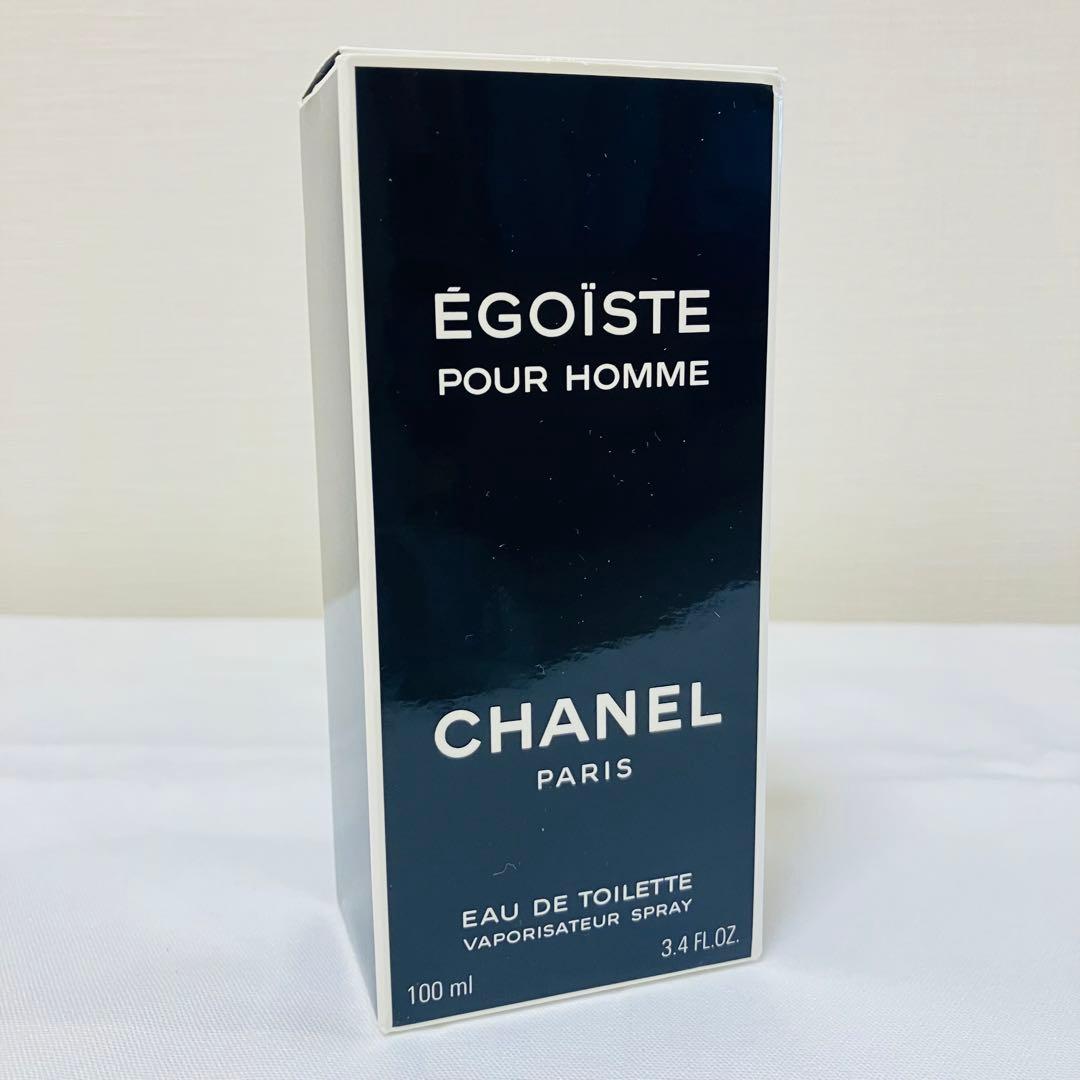 ÉGOÏSTE
POUR HOMME
CHANEL
PARIS
EAU DE TOILETTE
VAPORISATEUR SPRAY
100 ml 3.4 FL.OZ.